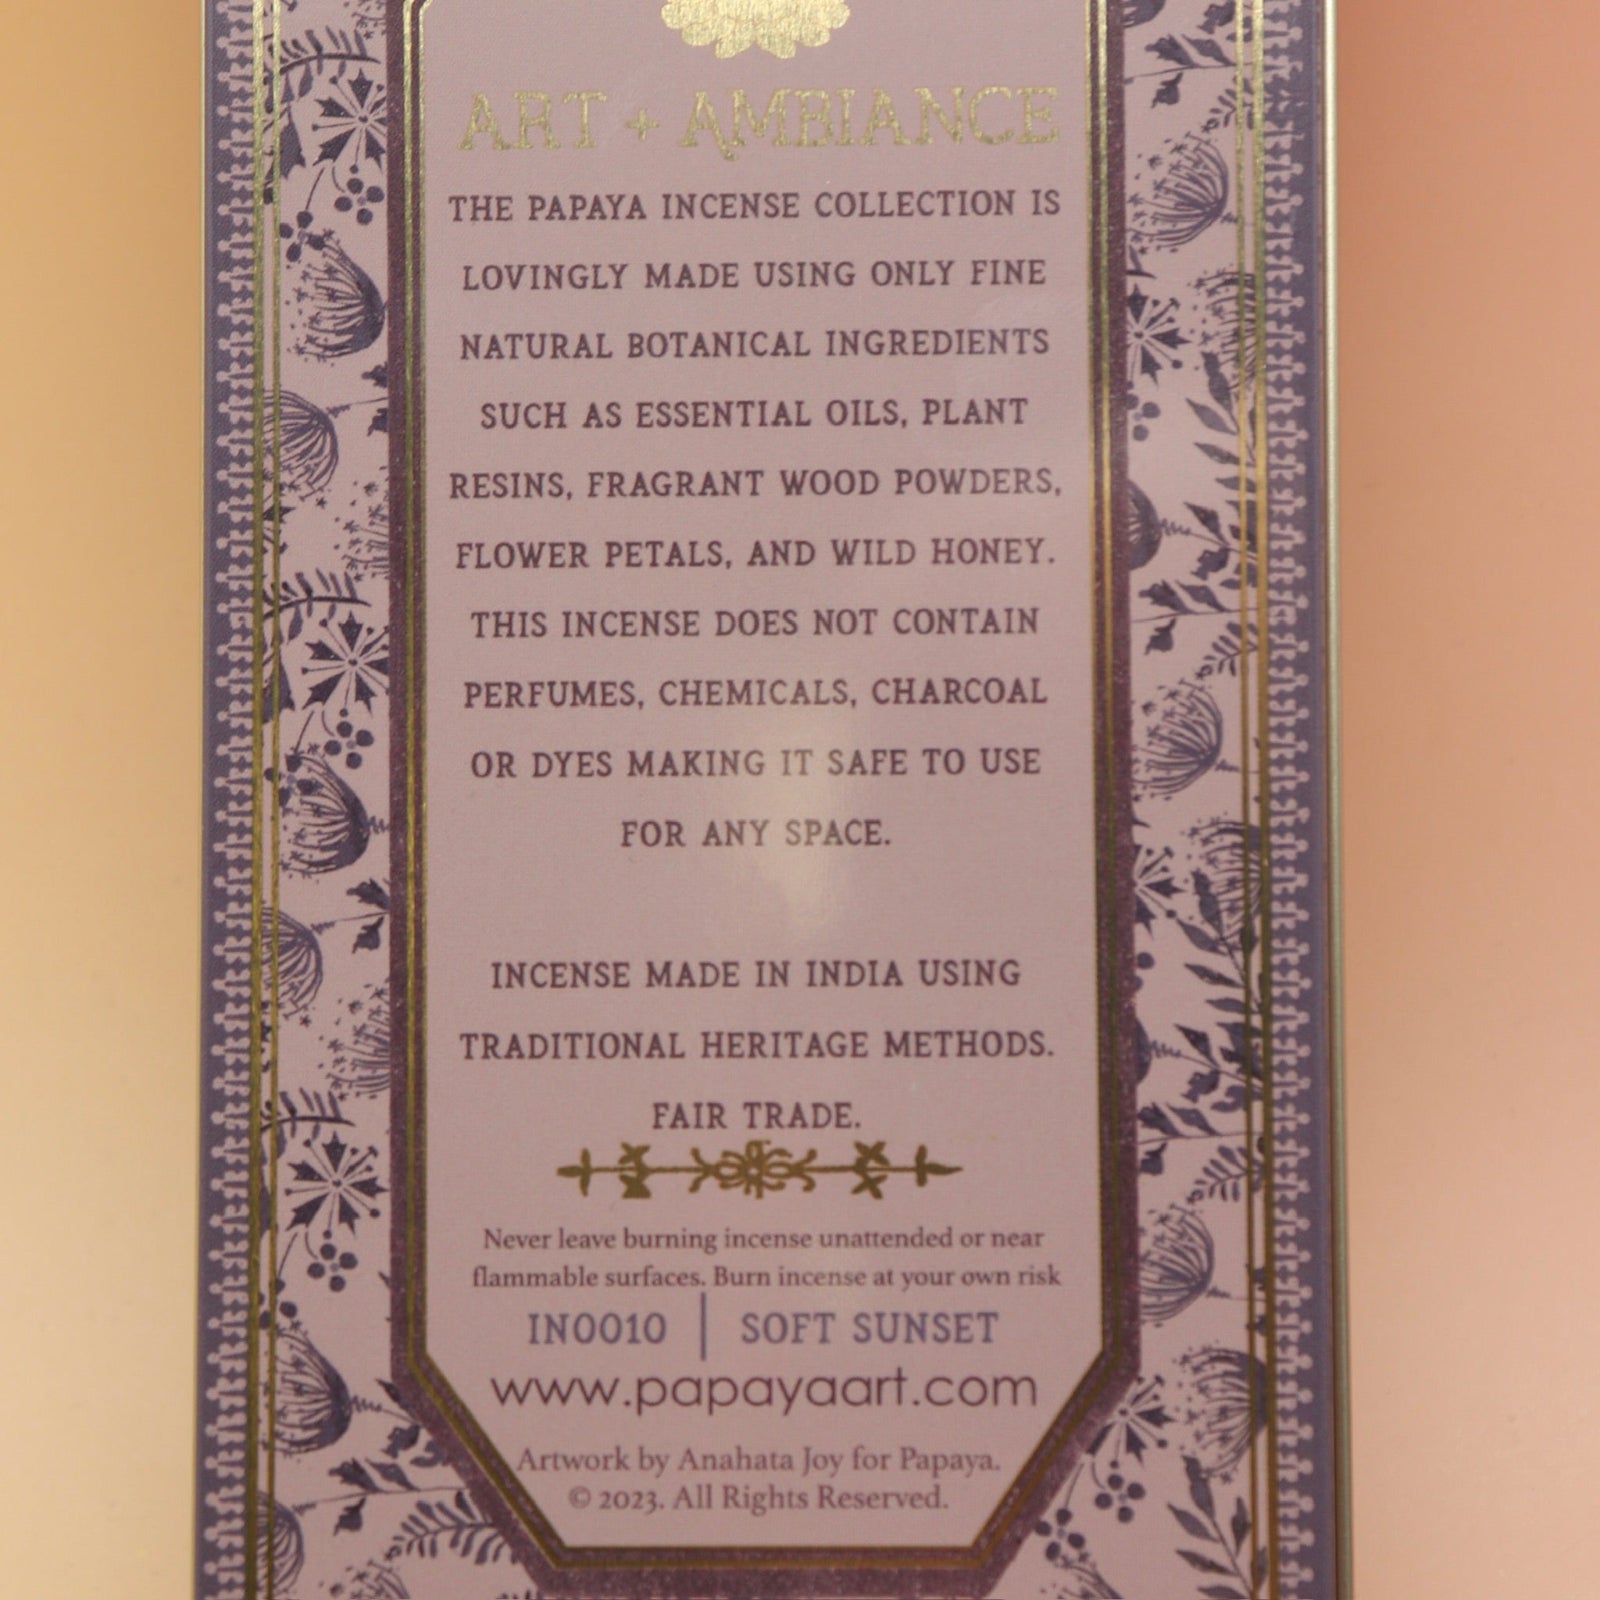 ART + AMBIANCE
THE PAPAYA INCENSE COLLECTION IS
LOVINGLY MADE USING ONLY FINE
NATURAL BOTANICAL INGREDIENTS
SUCH AS ESSENTIAL OILS, PLANT
RESINS, FRAGRANT WOOD POWDERS,
FLOWER PETALS, AND WILD HONEY.
THIS INCENSE DOES NOT CONTAIN
PERFUMES, CHEMICALS, CHARCOAL
OR DYES MAKING IT SAFE TO USE
FOR ANY SPACE.
INCENSE MADE IN INDIA USING
TRADITIONAL HERITAGE METHODS.
FAIR TRADE.
Never leave burning incense unattended or near
flammable surfaces. Burn incense at your own risk
IN0010 | SOFT SUNSET
www.papayaart.com
Artwork by Anahata Joy for Papaya.
© 2023. All Rights Reserved.